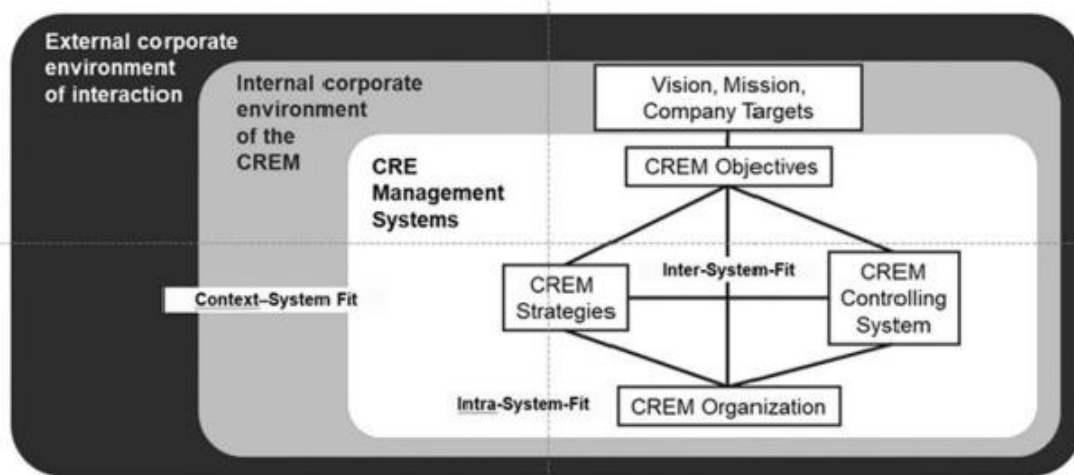 External corporate
environment
of interaction
Internal corporate
environment
of the
CREM
Vision, Mission,
Company Targets
CRE
Management
Systems
CREM Objectives
CREM
Strategies
Inter-System-Fit
CREM
Controlling
System
Context–System Fit
Intra-System-Fit
CREM Organization